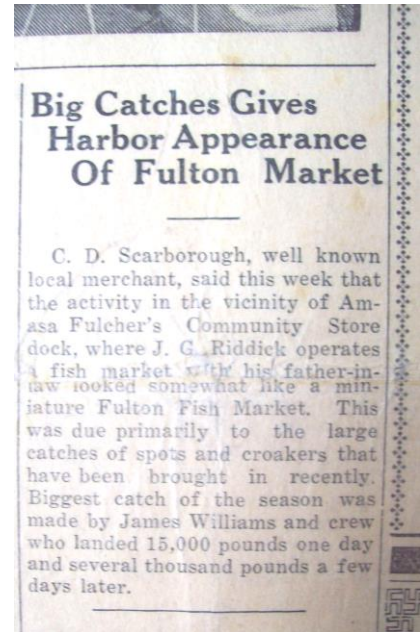 Big Catches Gives
Harbor Appearance
Of Fulton Market
C. D. Scarborough, well known
local merchant, said this week that
the activity in the vicinity of Am-
asa Fulcher's Community Store
dock, where J. G. Riddick operates
a fish market with his father-in-
law looked somewhat like a min-
iature Fulton Fish Market. This
was due primarily to the large
catches of spots and croakers that
have been brought in recently.
Biggest catch of the season was
made by James Williams and crew
who landed 15,000 pounds one day
and several thousand pounds a few
days later.